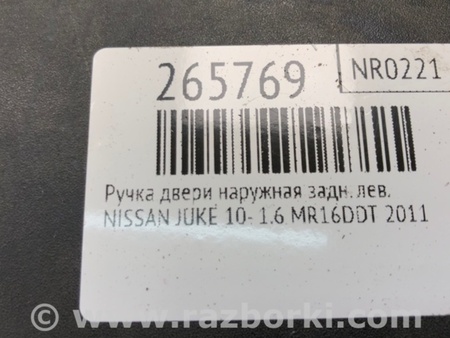 265769
NR0221
Ручка двери наружная задн. лев.
NISSAN JUKE 10- 1.6 MR16DDT 2011
© www.razborki.com